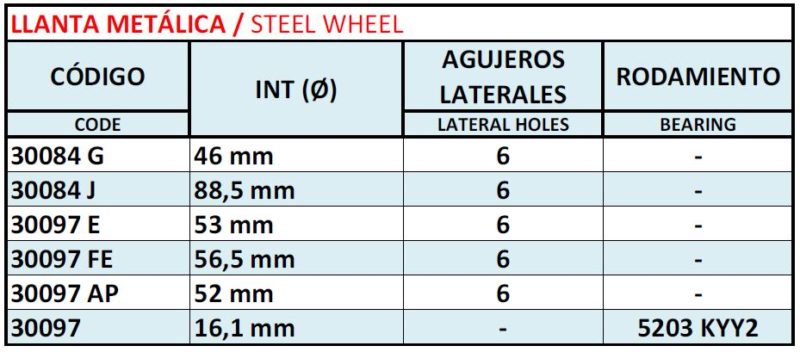 LLANTA METÁLICA / STEEL WHEEL
CÓDIGO INT (Ø) AGUJEROS LATERALES RODAMIENTO
CODE LATERAL HOLES BEARING
30084 G 46 mm 6 -
30084 J 88,5 mm 6 -
30097 E 53 mm 6 -
30097 FE 56,5 mm 6 -
30097 AP 52 mm 6 -
30097 16,1 mm - 5203 KYY2